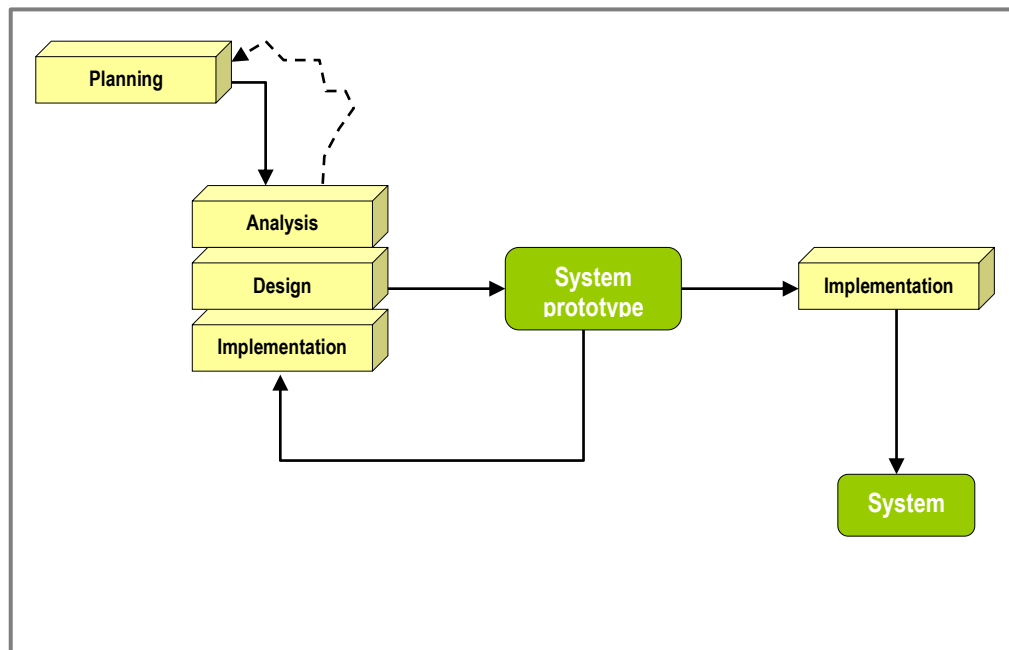 Planning
Analysis
Design
Implementation
System
prototype
Implementation
System